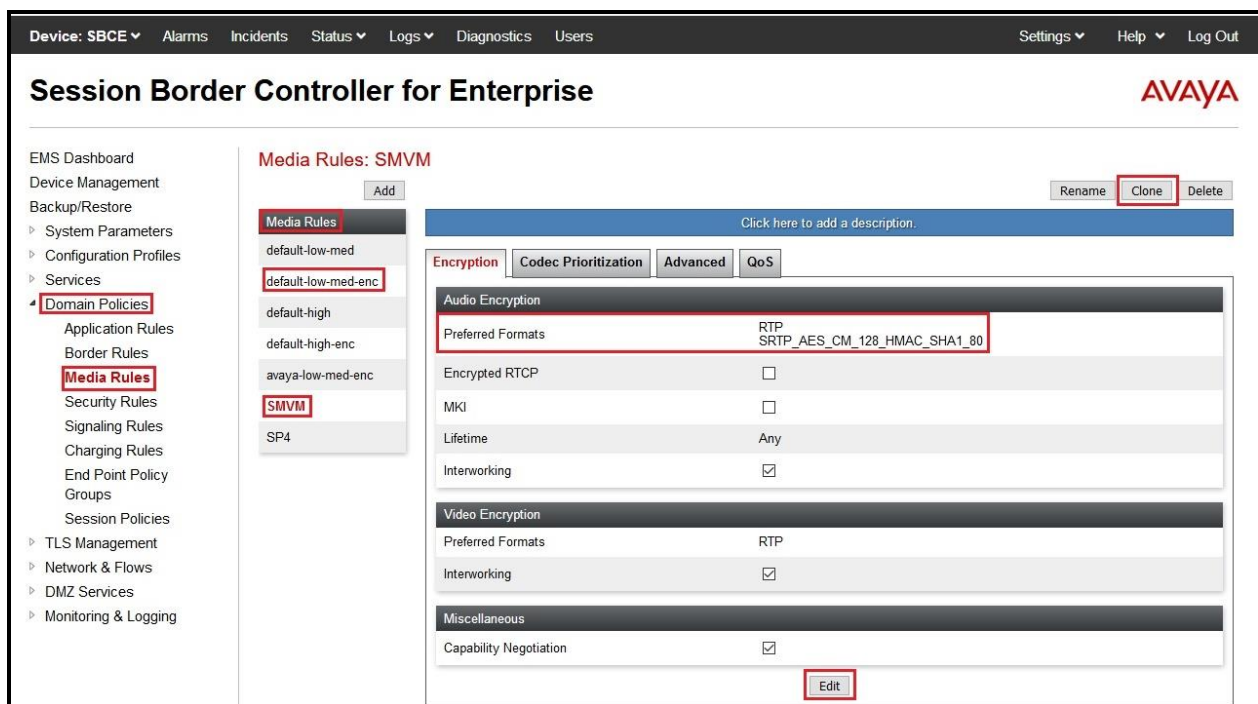 Device: SBCE Alarms Incidents Status Logs Diagnostics Users Settings Help Log Out
Session Border Controller for Enterprise
AVAYA
EMS Dashboard
Device Management
Backup/Restore
System Parameters
Configuration Profiles
Services
Domain Policies
Application Rules
Border Rules
Media Rules
Security Rules
Signaling Rules
Charging Rules
End Point Policy
Groups
Session Policies
TLS Management
Network & Flows
DMZ Services
Monitoring & Logging
Media Rules: SMVM
Add
Rename Clone Delete
Media Rules
default-low-med
default-low-med-enc
default-high
default-high-enc
avaya-low-med-enc
SMVM
SP4
Click here to add a description.
Encryption Codec Prioritization Advanced QoS
Audio Encryption
Preferred Formats RTP
SRTP_AES_CM_128_HMAC_SHA1_80
Encrypted RTCP
MKI
Lifetime Any
Interworking
Video Encryption
Preferred Formats RTP
Interworking
Miscellaneous
Capability Negotiation
Edit